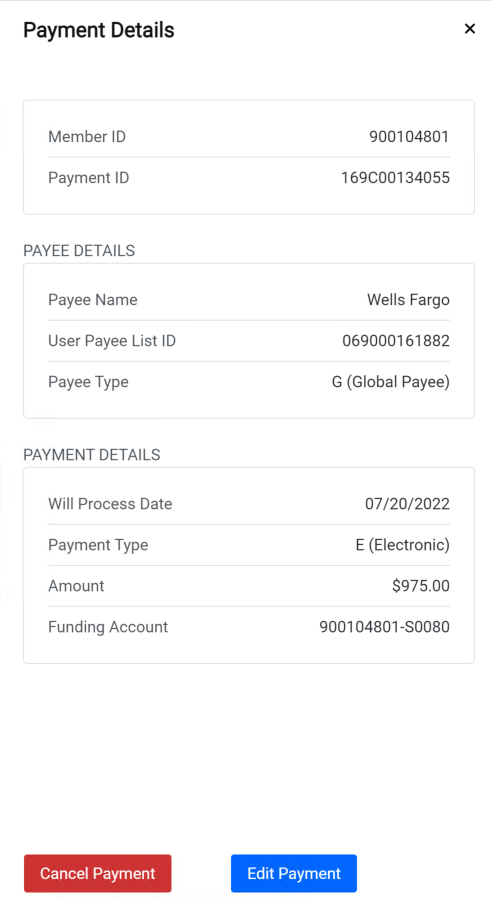 Payment Details ×
Member ID 900104801
Payment ID 169C00134055
PAYEE DETAILS
Payee Name Wells Fargo
User Payee List ID 069000161882
Payee Type G (Global Payee)
PAYMENT DETAILS
Will Process Date 07/20/2022
Payment Type E (Electronic)
Amount $975.00
Funding Account 900104801-S0080
Cancel Payment Edit Payment